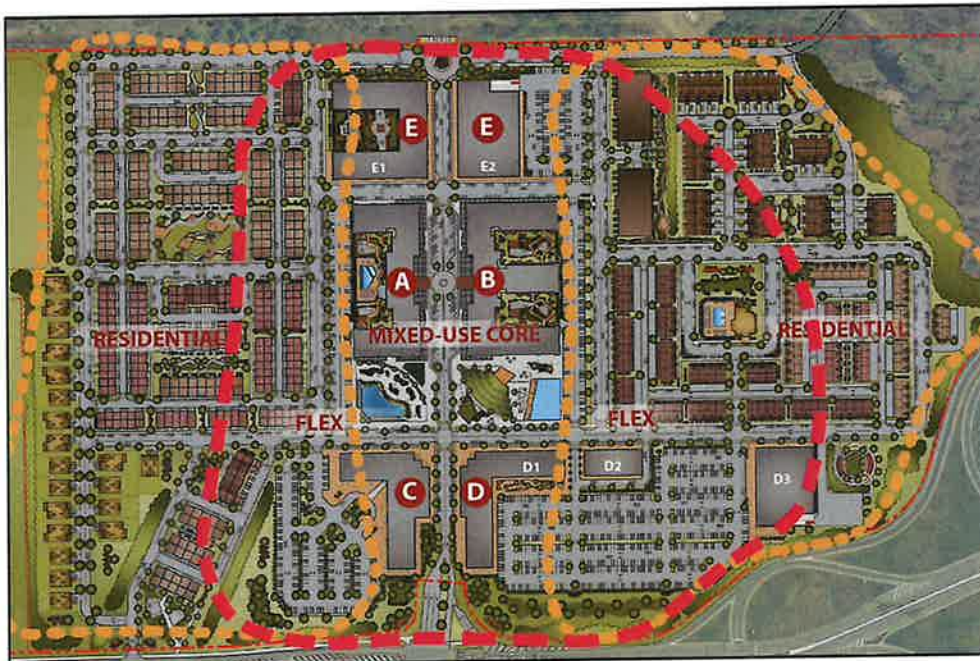 E
E
E1
E2
A
B
RESIDENTIAL
MIXED-USE CORE
RESIDENTIAL
FLEX
FLEX
C
D
D1
D2
D3